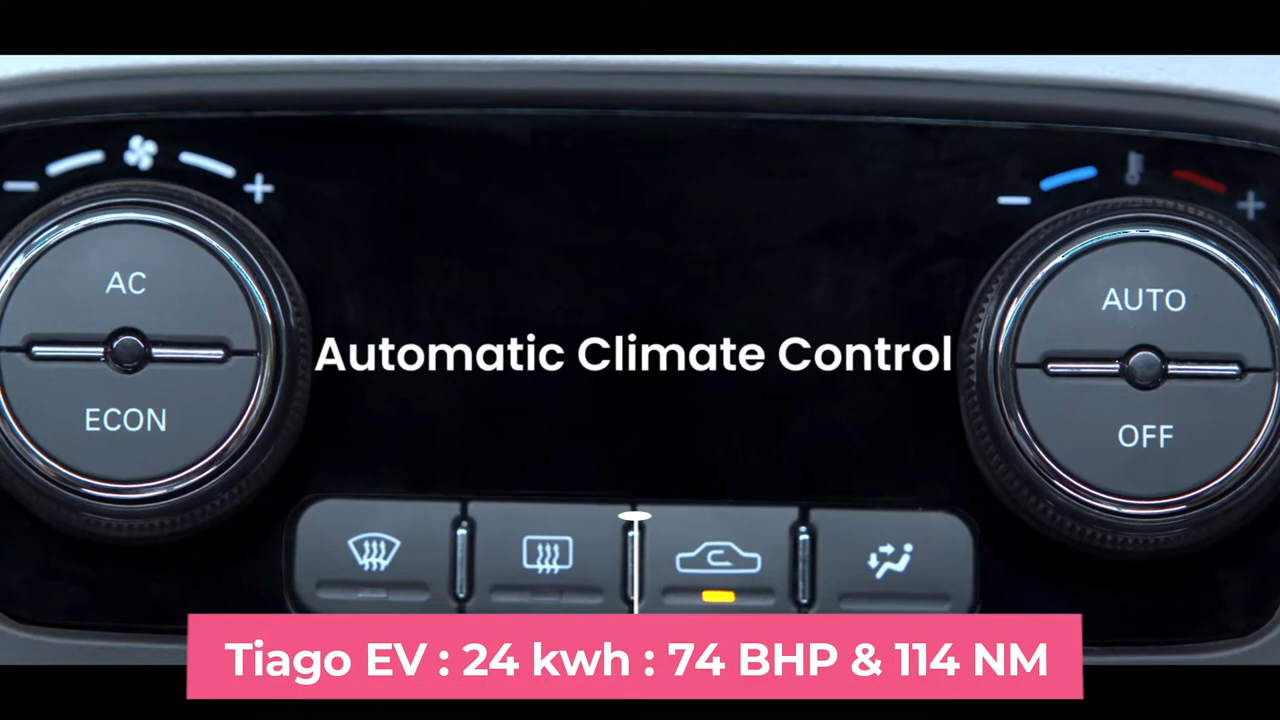 AC
ECON
Automatic Climate Control
AUTO
OFF
Tiago EV : 24 kwh : 74 BHP & 114 NM